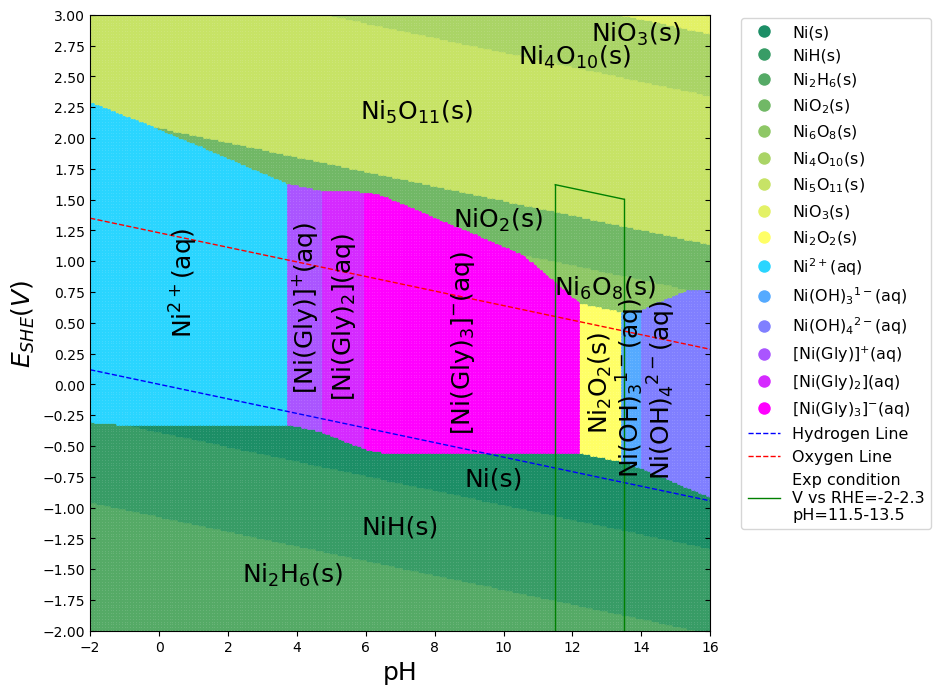 3.00
2.75
2.50
2.25
2.00
1.75
1.50
1.25
1.00
0.75
0.50
0.25
0.00
−0.25
−0.50
−0.75
−1.00
−1.25
−1.50
−1.75
−2.00
E_SHE(V)
NiO₃(s)
Ni₄O₁₀(s)
Ni₅O₁₁(s)
NiO₂(s)
Ni₆O₈(s)
Ni²⁺(aq)
[Ni(Gly)]⁺(aq)
[Ni(Gly)₂](aq)
[Ni(Gly)₃]⁻(aq)
Ni₂O₂(s)
Ni(OH)₃¹⁻(aq)
Ni(OH)₄²⁻(aq)
Ni(s)
NiH(s)
Ni₂H₆(s)
−2 0 2 4 6 8 10 12 14 16
pH
Ni(s)
NiH(s)
Ni₂H₆(s)
NiO₂(s)
Ni₆O₈(s)
Ni₄O₁₀(s)
Ni₅O₁₁(s)
NiO₃(s)
Ni₂O₂(s)
Ni²⁺(aq)
Ni(OH)₃¹⁻(aq)
Ni(OH)₄²⁻(aq)
[Ni(Gly)]⁺(aq)
[Ni(Gly)₂](aq)
[Ni(Gly)₃]⁻(aq)
Hydrogen Line
Oxygen Line
Exp condition
V vs RHE=-2-2.3
pH=11.5-13.5